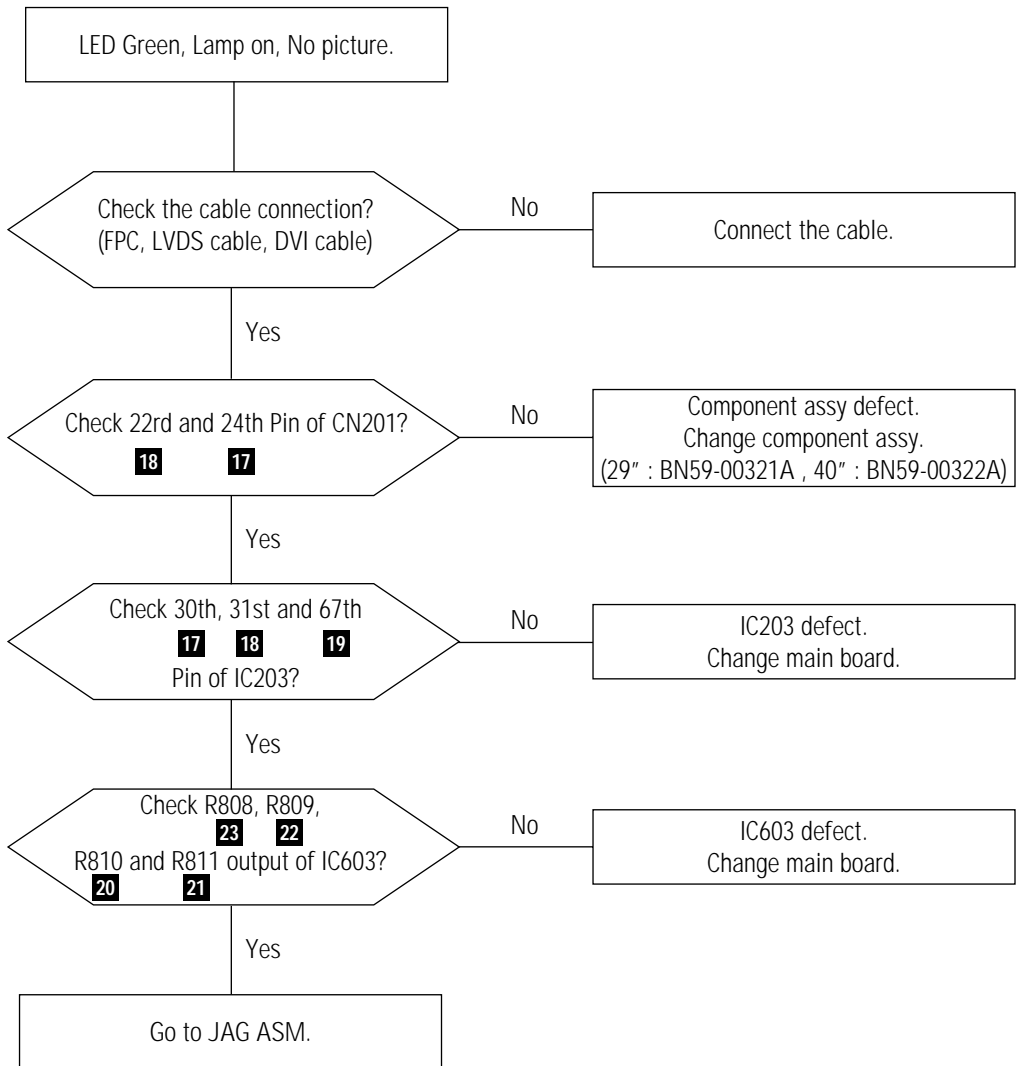 LED Green, Lamp on, No picture.
Check the cable connection?
(FPC, LVDS cable, DVI cable)
No
Connect the cable.
Yes
Check 22rd and 24th Pin of CN201?
18 17
No
Component assy defect.
Change component assy.
(29" : BN59-00321A , 40" : BN59-00322A)
Yes
Check 30th, 31st and 67th
17 18 19
Pin of IC203?
No
IC203 defect.
Change main board.
Yes
Check R808, R809,
23 22
R810 and R811 output of IC603?
20 21
No
IC603 defect.
Change main board.
Yes
Go to JAG ASM.